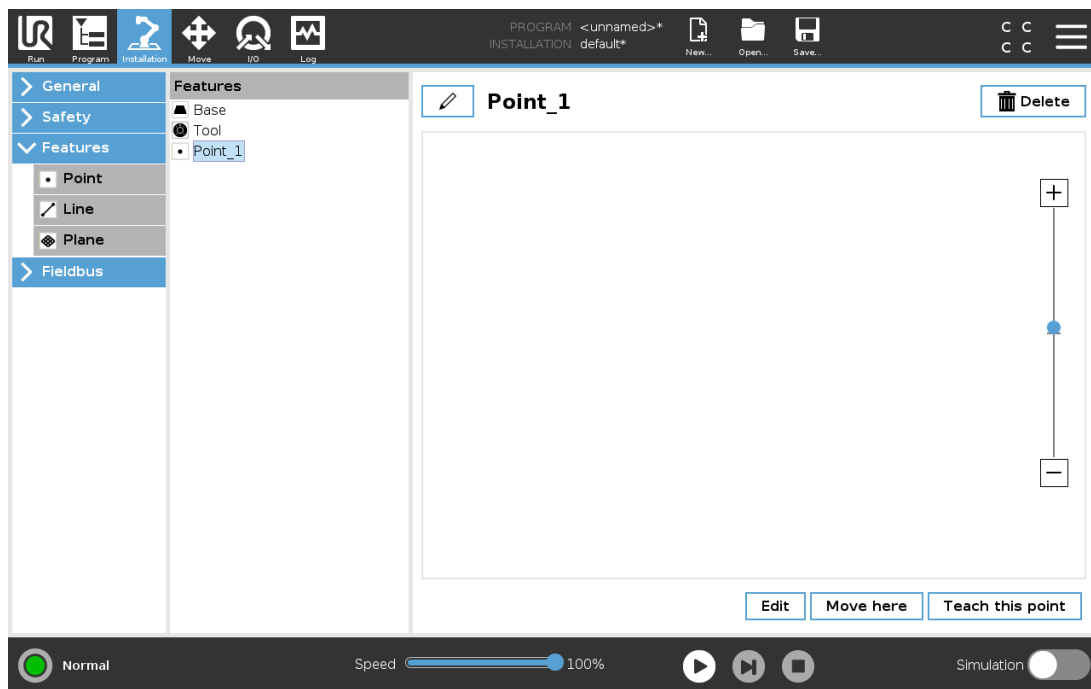 PROGRAM <unnamed>*
INSTALLATION default*
Run Program Installation Move I/O Log New... Open... Save...
C C
C C
General
Safety
Features
Point
Line
Plane
Fieldbus
Features
Base
Tool
Point_1
Point_1
Delete
Edit Move here Teach this point
Normal Speed 100% Simulation